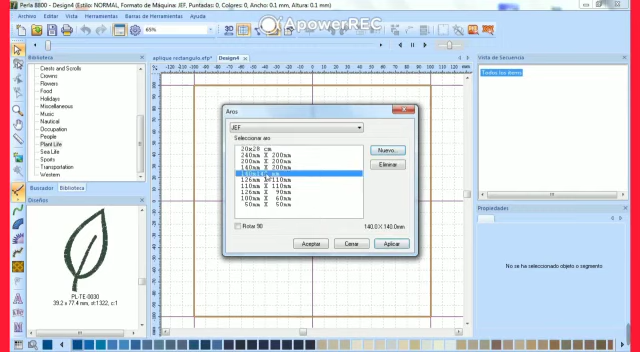 Perla 8800 - Design4 (Estilo: NORMAL, Formato de Máquina: JEF, Puntadas: 0, Colores: 0, Ancho: 0.1 mm, Altura: 0.1 mm)
Archivo Editar Vista Herramientas Barras de Herramientas Ayuda
ApowerREC
65%
3D
Biblioteca
aplique rectangulo.efp* Design4
Vista de Secuencia
Todos los items
Crests and Scrolls
Crowns
Flowers
Food
Holidays
Miscellaneous
Music
Nautical
Occupation
People
Plant Life
Sea Life
Sports
Transportation
Western
Buscador Biblioteca
Diseños
PL-TE-0030
39.2 x 77.4 mm, st:1322, c:1
Aros
JEF
Seleccionar aro
20x28 cm
240mm X 200mm
200mm X 200mm
140mm X 200mm
126mm X 110mm
110mm X 110mm
126mm X 90mm
100mm X 60mm
50mm X 50mm
Nuevo...
Eliminar
Rotar 90
140.0 X 140.0mm
Aceptar Cerrar Aplicar
Propiedades
No se ha seleccionado objeto o segmento